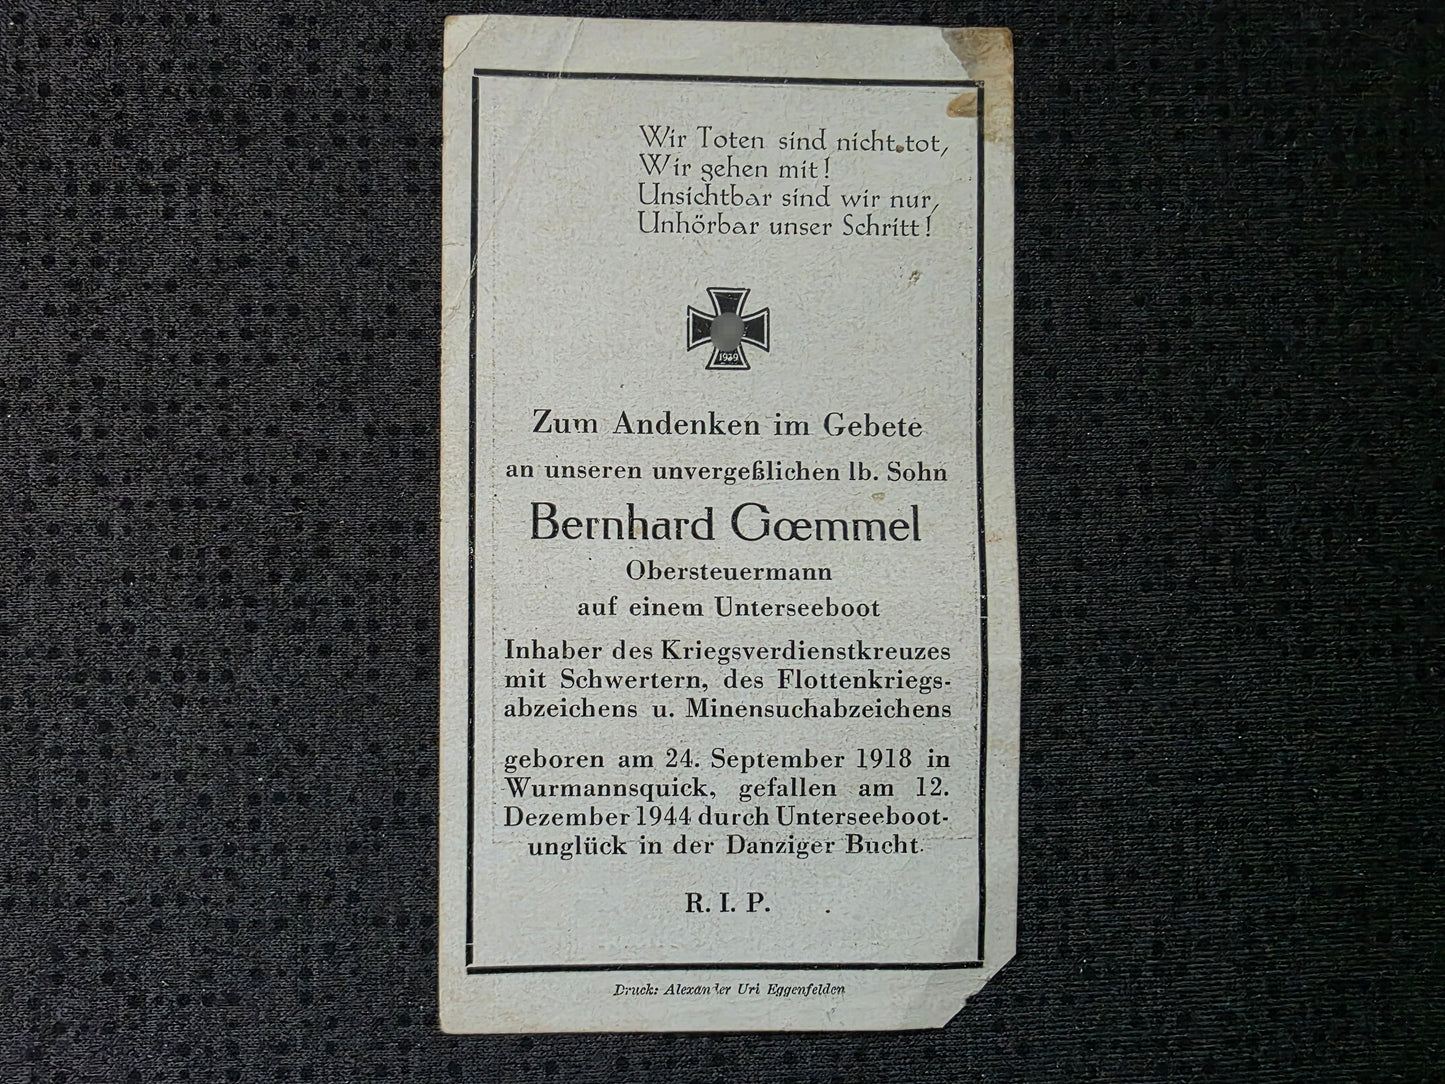 Wir Toten sind nicht tot,
Wir gehen mit!
Unsichtbar sind wir nur,
Unhörbar unser Schritt!
1939
Zum Andenken im Gebete
an unseren unvergeßlichen lb. Sohn
Bernhard Gœmmel
Obersteuermann
auf einem Unterseeboot
Inhaber des Kriegsverdienstkreuzes
mit Schwertern, des Flottenkriegs-
abzeichens u. Minensuchabzeichens
geboren am 24. September 1918 in
Wurmannsquick, gefallen am 12.
Dezember 1944 durch Unterseeboot-
unglück in der Danziger Bucht.
R. I. P.
Druck: Alexander Uri Eggenfelden